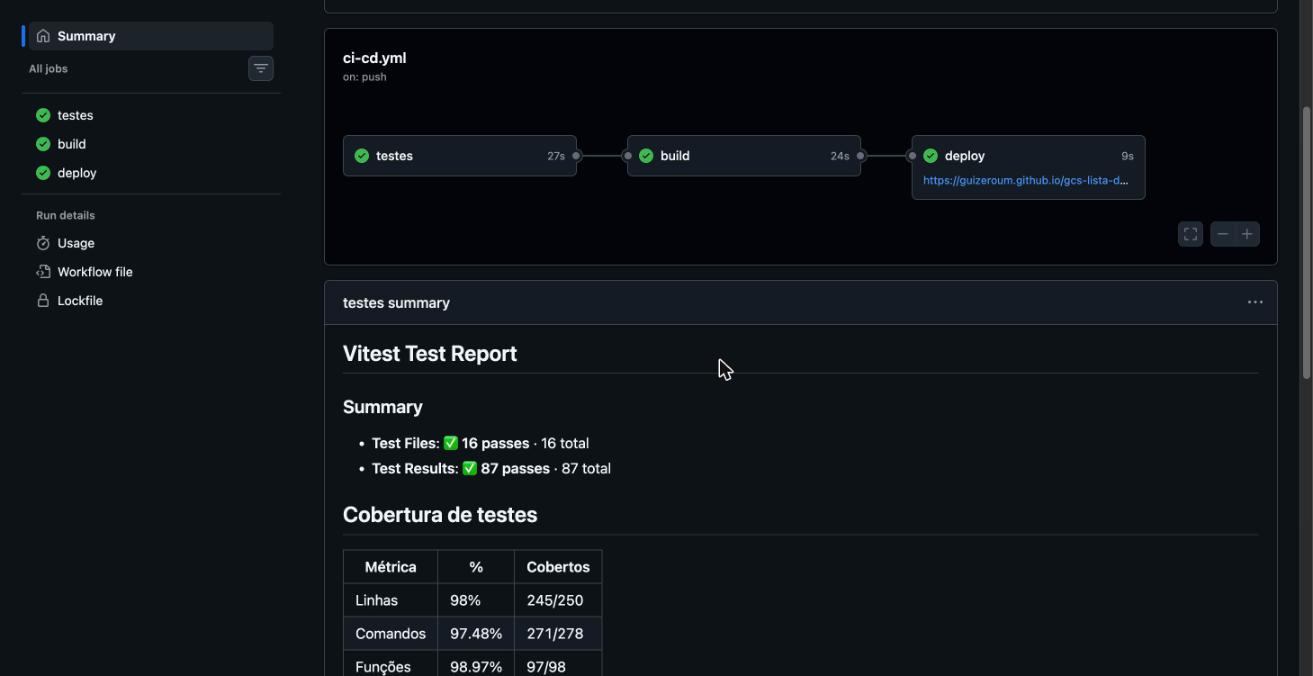 Summary
All jobs
testes
build
deploy
Run details
Usage
Workflow file
Lockfile
ci-cd.yml
on: push
testes 27s
build 24s
deploy 9s
https://guizeroum.github.io/gcs-lista-d...
testes summary
Vitest Test Report
Summary
• Test Files: ✅ 16 passes · 16 total
• Test Results: ✅ 87 passes · 87 total
Cobertura de testes
Métrica % Cobertos
Linhas 98% 245/250
Comandos 97.48% 271/278
Funções 98.97% 97/98